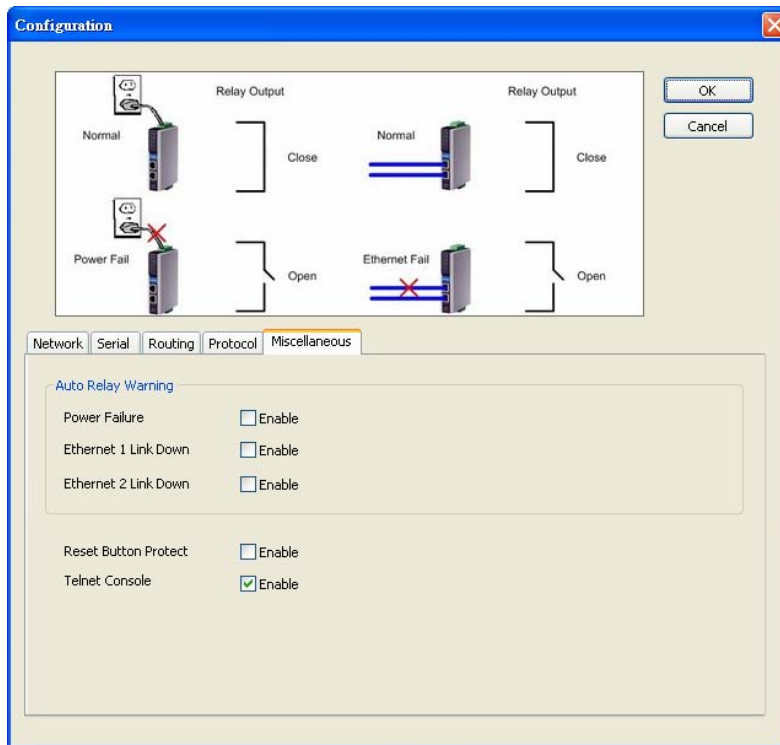 Configuration
Relay Output
Relay Output
OK
Normal
Close
Normal
Close
Cancel
Power Fail
Open
Ethernet Fail
Open
Network
Serial
Routing
Protocol
Miscellaneous
Auto Relay Warning
Power Failure
Enable
Ethernet 1 Link Down
Enable
Ethernet 2 Link Down
Enable
Reset Button Protect
Enable
Telnet Console
Enable